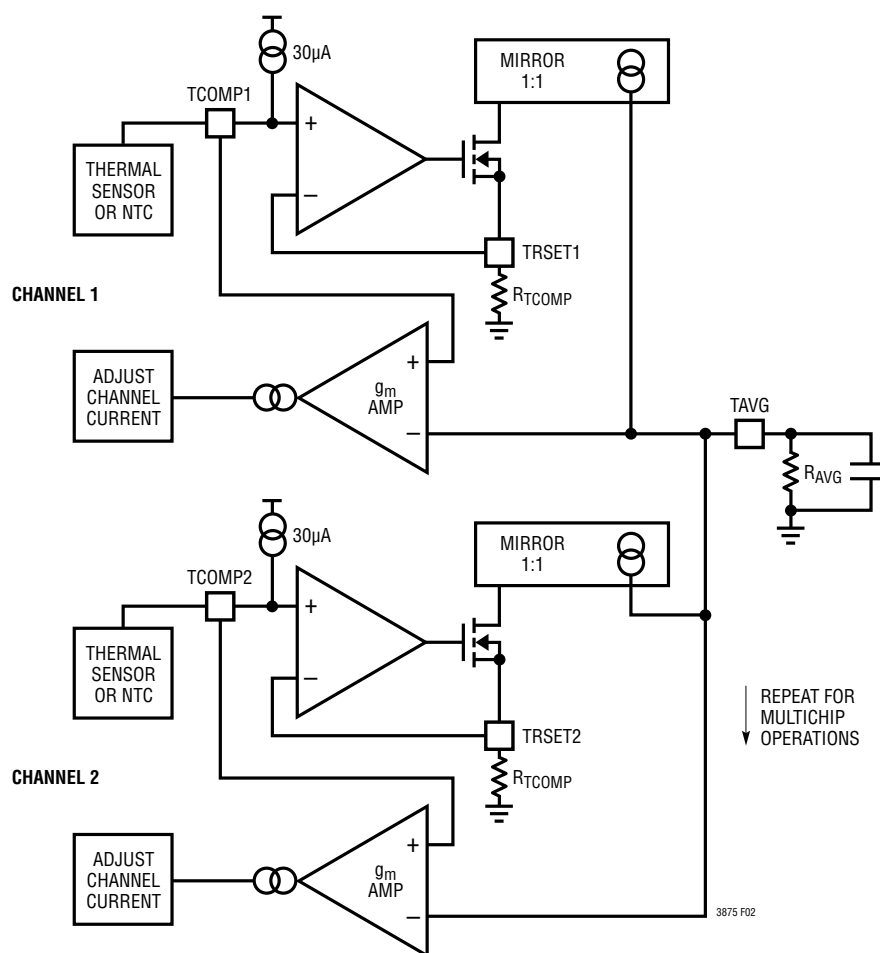 30µA
MIRROR
1:1
TCOMP1
+
–
THERMAL
SENSOR
OR NTC
TRSET1
RTCOMP
CHANNEL 1
ADJUST
CHANNEL
CURRENT
gm
AMP
+
–
TAVG
RAVG
30µA
MIRROR
1:1
TCOMP2
+
–
THERMAL
SENSOR
OR NTC
TRSET2
RTCOMP
REPEAT FOR
MULTICHIP
OPERATIONS
CHANNEL 2
ADJUST
CHANNEL
CURRENT
gm
AMP
+
–
3875 F02